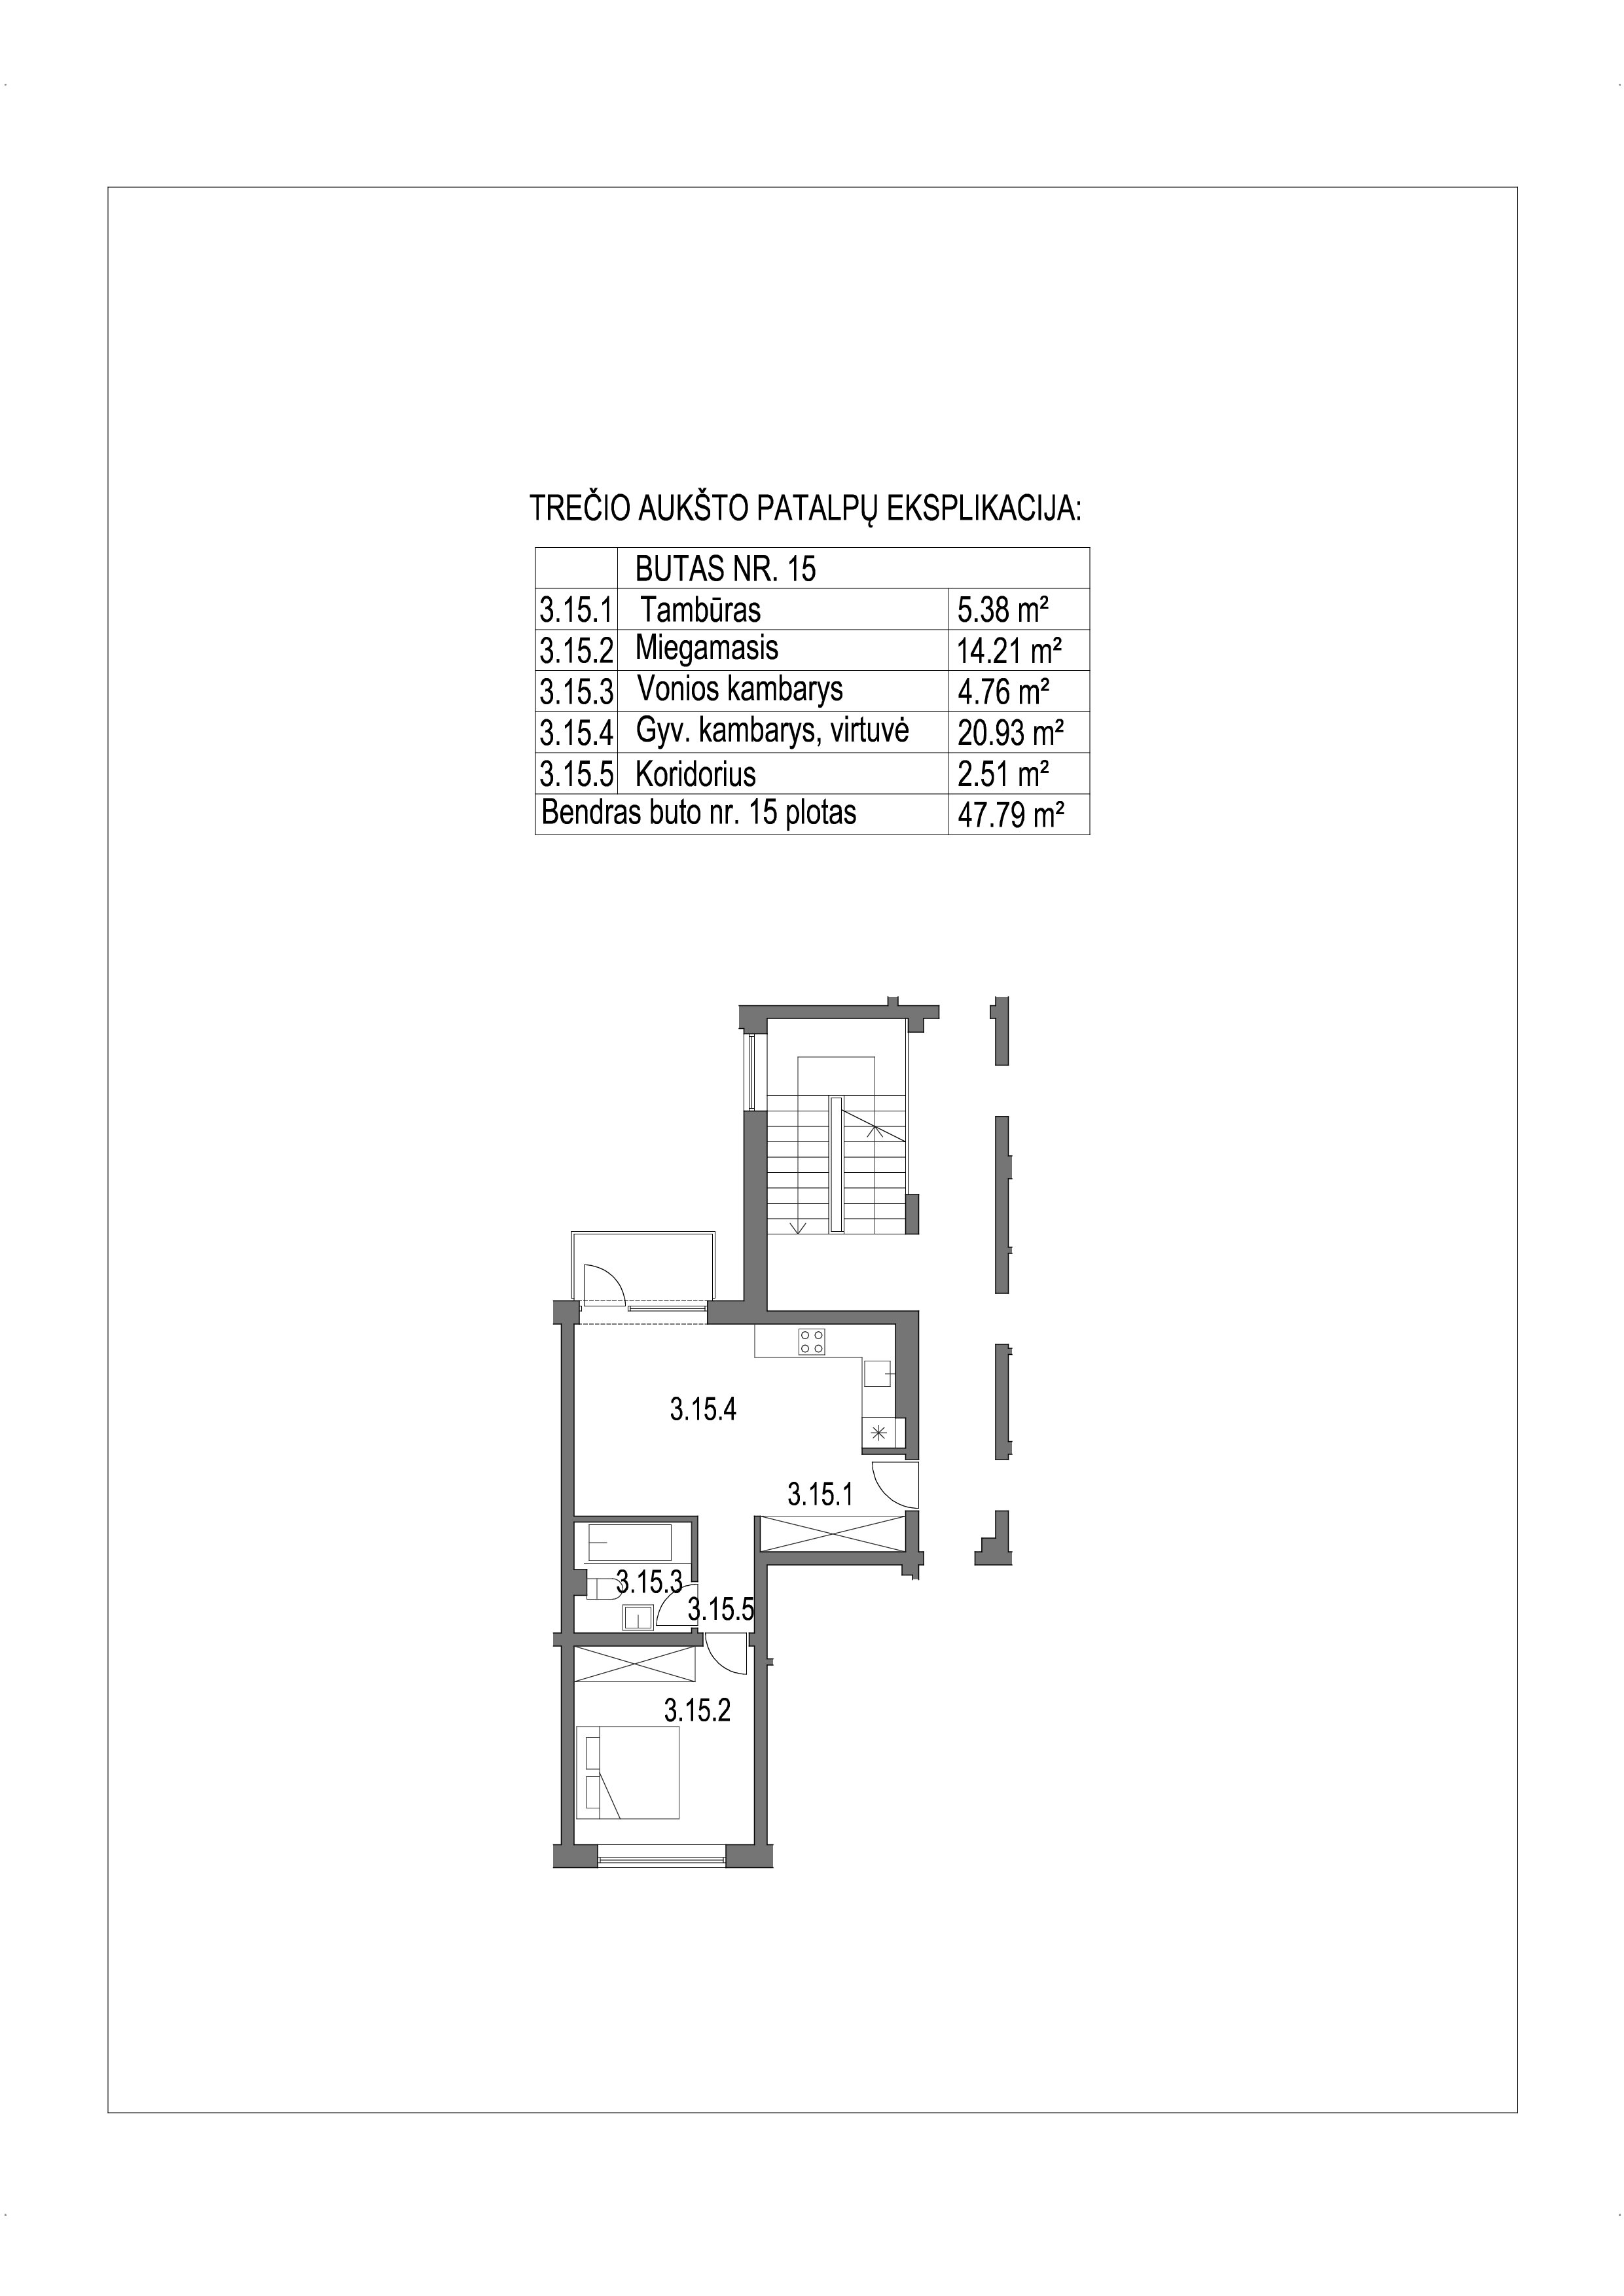 TREČIO AUKŠTO PATALPŲ EKSPLIKACIJA:
BUTAS NR. 15
3.15.1 Tambūras 5.38 m²
3.15.2 Miegamasis 14.21 m²
3.15.3 Vonios kambarys 4.76 m²
3.15.4 Gyv. kambarys, virtuvė 20.93 m²
3.15.5 Koridorius 2.51 m²
Bendras buto nr. 15 plotas 47.79 m²
3.15.4
3.15.1
3.15.3
3.15.5
3.15.2